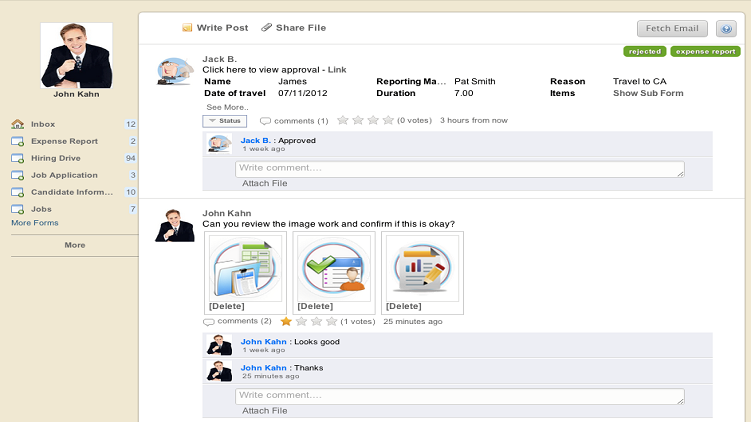 Write Post Share File Fetch Email
rejected expense report
John Kahn
Inbox 12
Expense Report 2
Hiring Drive 94
Job Application 3
Candidate Inform... 10
Jobs 7
More Forms
More
Jack B.
Click here to view approval - Link
Name James Reporting Ma... Pat Smith Reason Travel to CA
Date of travel 07/11/2012 Duration 7.00 Items Show Sub Form
See More..
Status comments (1) (0 votes) 3 hours from now
Jack B. : Approved
1 week ago
Write comment....
Attach File
John Kahn
Can you review the image work and confirm if this is okay?
[Delete] [Delete] [Delete]
comments (2) (1 votes) 25 minutes ago
John Kahn : Looks good
1 week ago
John Kahn : Thanks
25 minutes ago
Write comment....
Attach File